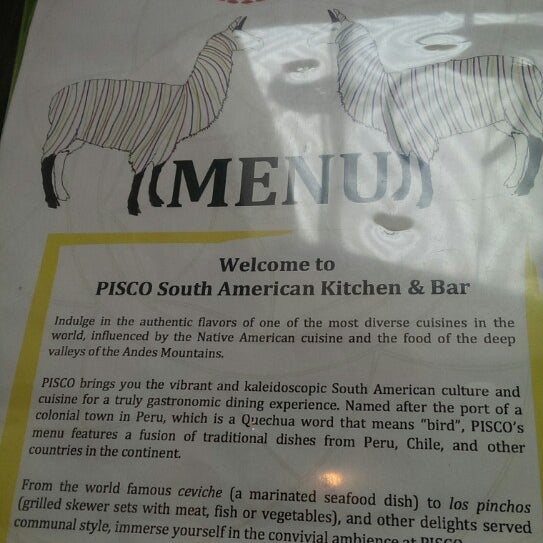 MENU
Welcome to
PISCO South American Kitchen & Bar
Indulge in the authentic flavors of one of the most diverse cuisines in the
world, influenced by the Native American cuisine and the food of the deep
valleys of the Andes Mountains.
PISCO brings you the vibrant and kaleidoscopic South American culture and
cuisine for a truly gastronomic dining experience. Named after the port of a
colonial town in Peru, which is a Quechua word that means "bird", PISCO's
menu features a fusion of traditional dishes from Peru, Chile, and other
countries in the continent.
From the world famous ceviche (a marinated seafood dish) to los pinchos
(grilled skewer sets with meat, fish or vegetables), and other delights served
communal style, immerse yourself in the convivial ambience at PISCO